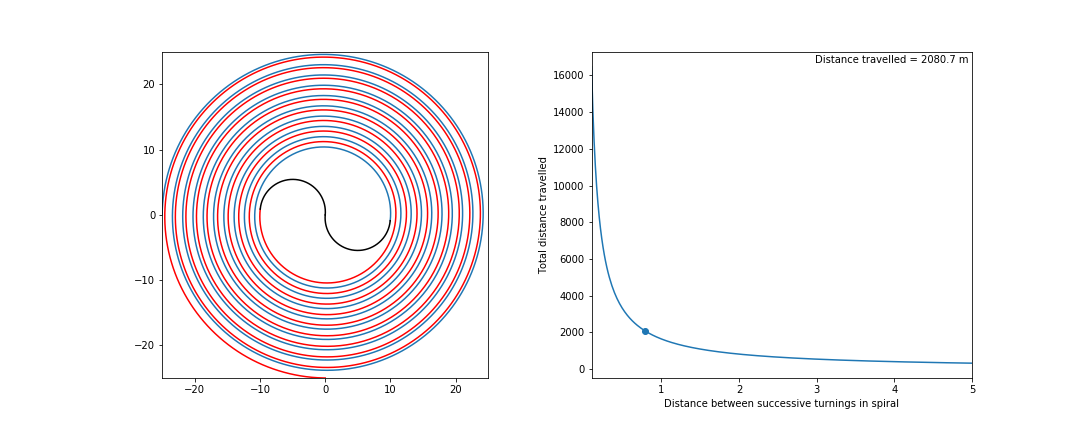 20
10
0
−10
−20
−20 −10 0 10 20
Distance travelled = 2080.7 m
16000
14000
12000
10000
8000
6000
4000
2000
0
Total distance travelled
1 2 3 4 5
Distance between successive turnings in spiral